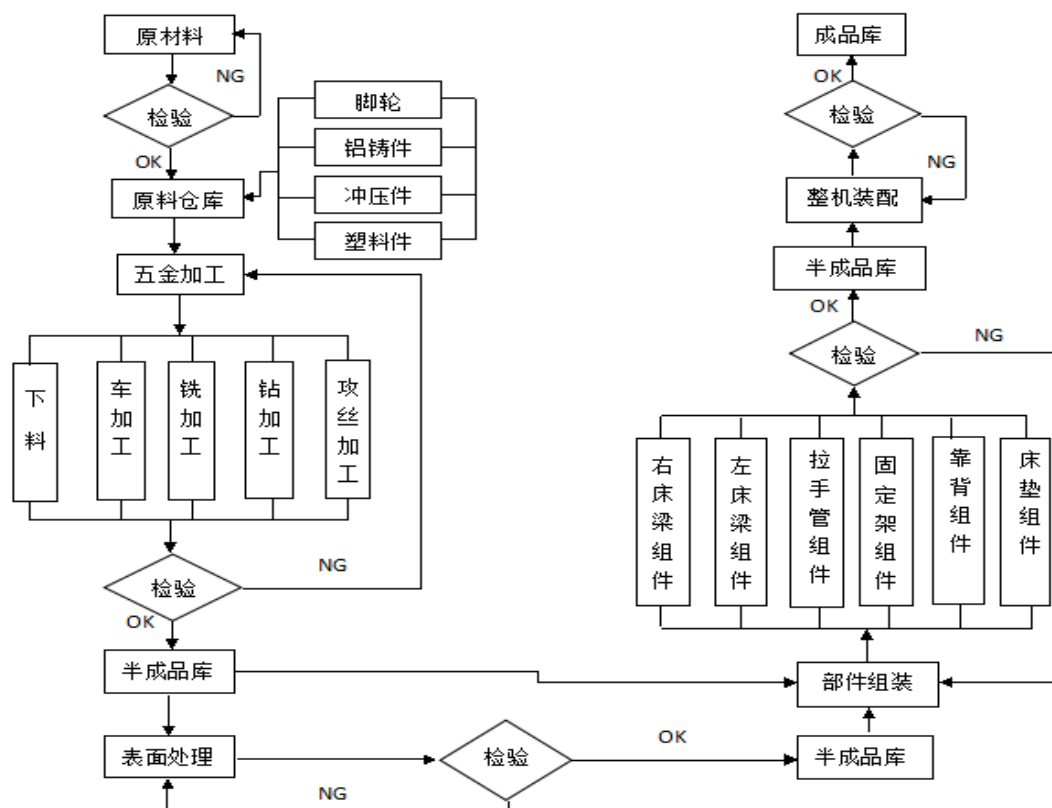 原材料
NG
检验
OK
原料仓库
脚轮
铝铸件
冲压件
塑料件
五金加工
下料
车加工
铣加工
钻加工
攻丝加工
检验
NG
OK
半成品库
表面处理
NG
检验
OK
半成品库
部件组装
右床梁组件
左床梁组件
拉手管组件
固定架组件
靠背组件
床垫组件
检验
NG
OK
半成品库
整机装配
检验
NG
OK
成品库